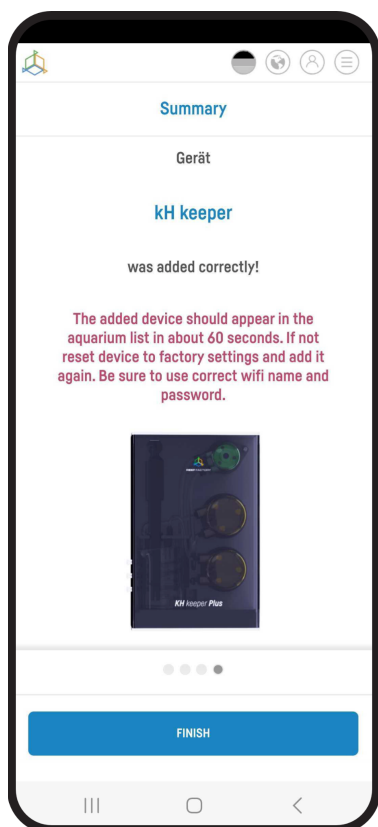 Summary
Gerät
kH keeper
was added correctly!
The added device should appear in the
aquarium list in about 60 seconds. If not
reset device to factory settings and add it
again. Be sure to use correct wifi name and
password.
KH keeper Plus
FINISH